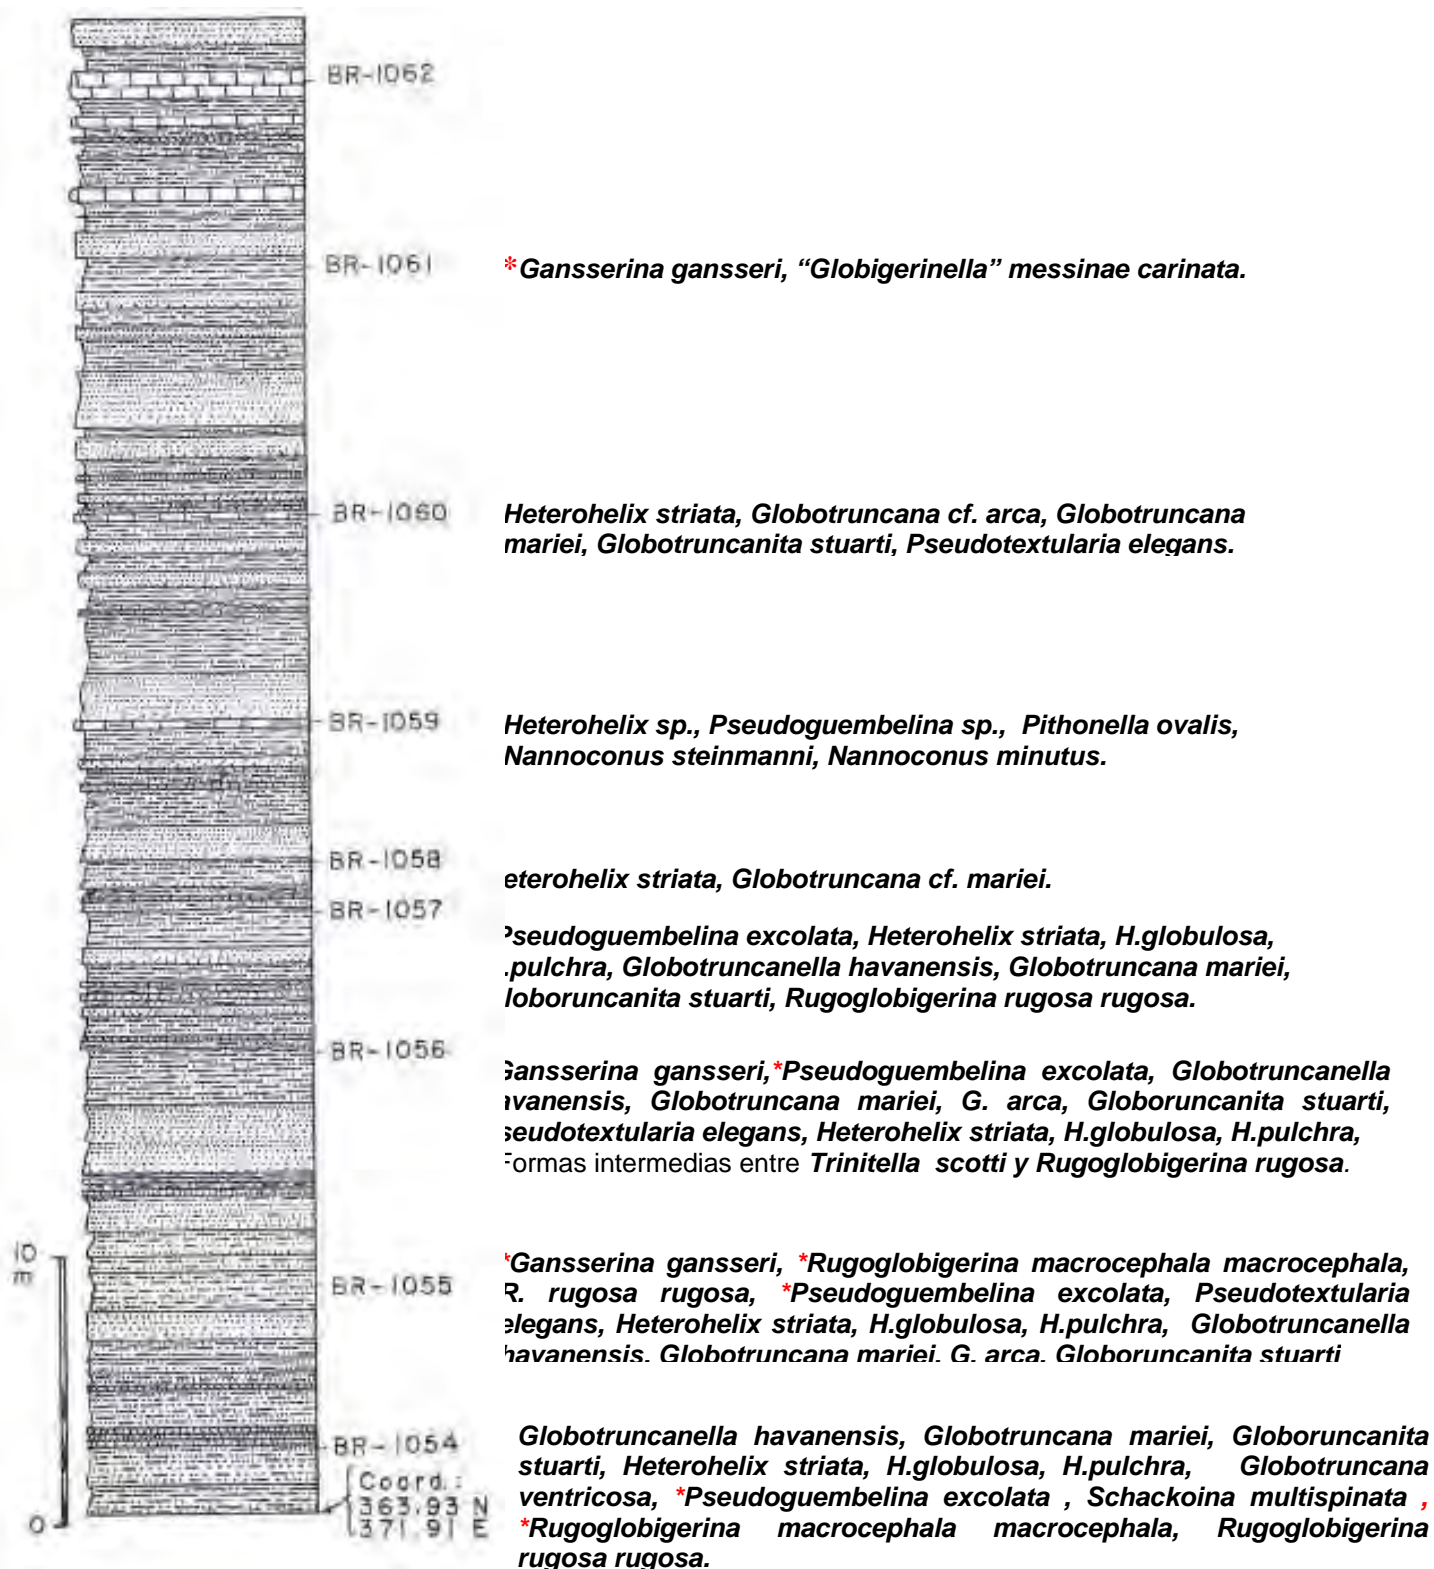 BR-1062
BR-1061
*Gansserina gansseri, “Globigerinella” messinae carinata.
BR-1060
Heterohelix striata, Globotruncana cf. arca, Globotruncana
mariei, Globotruncanita stuarti, Pseudotextularia elegans.
BR-1059
Heterohelix sp., Pseudoguembelina sp., Pithonella ovalis,
Nannoconus steinmanni, Nannoconus minutus.
BR-1058
eterohelix striata, Globotruncana cf. mariei.
BR-1057
Pseudoguembelina excolata, Heterohelix striata, H.globulosa,
.pulchra, Globotruncanella havanensis, Globotruncana mariei,
loboruncanita stuarti, Rugoglobigerina rugosa rugosa.
BR-1056
Gansserina gansseri,*Pseudoguembelina excolata, Globotruncanella
avanensis, Globotruncana mariei, G. arca, Globoruncanita stuarti,
seudotextularia elegans, Heterohelix striata, H.globulosa, H.pulchra,
Formas intermedias entre Trinitella scotti y Rugoglobigerina rugosa.
10
m
BR-1055
*Gansserina gansseri, *Rugoglobigerina macrocephala macrocephala,
R. rugosa rugosa, *Pseudoguembelina excolata, Pseudotextularia
elegans, Heterohelix striata, H.globulosa, H.pulchra, Globotruncanella
havanensis, Globotruncana mariei, G. arca, Globoruncanita stuarti
BR-1054
Coord.:
363.93 N
371.91 E
0
Globotruncanella havanensis, Globotruncana mariei, Globoruncanita
stuarti, Heterohelix striata, H.globulosa, H.pulchra, Globotruncana
ventricosa, *Pseudoguembelina excolata , Schackoina multispinata ,
*Rugoglobigerina macrocephala macrocephala, Rugoglobigerina
rugosa rugosa.